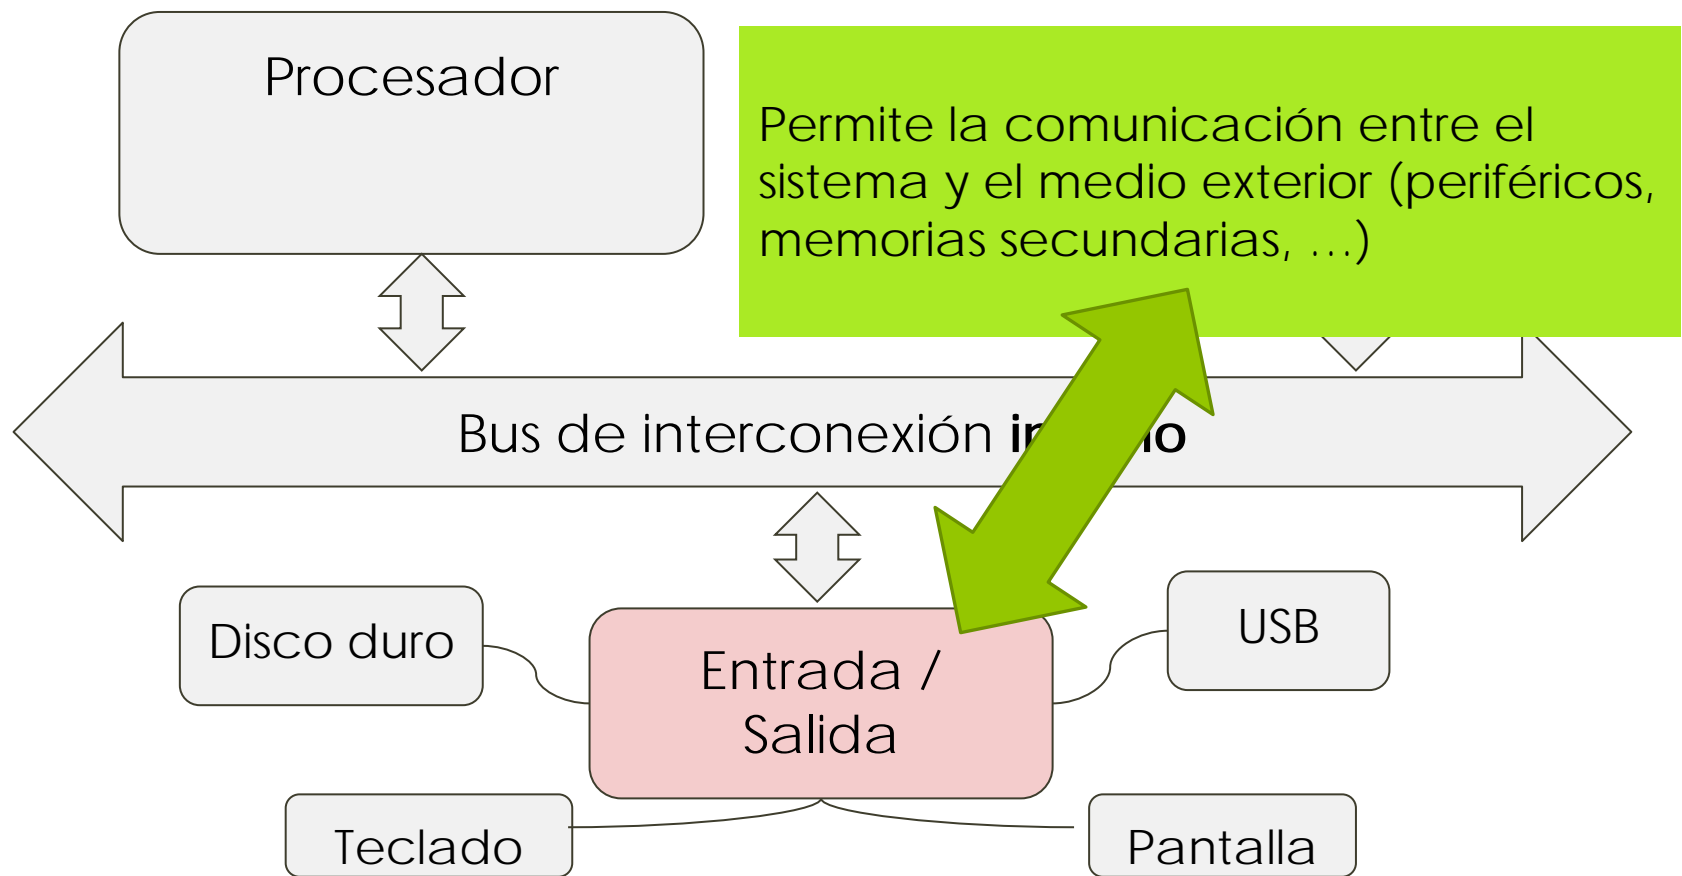 Procesador
Permite la comunicación entre el
sistema y el medio exterior (periféricos,
memorias secundarias, ...)
Bus de interconexión
Disco duro
USB
Entrada /
Salida
Teclado
Pantalla